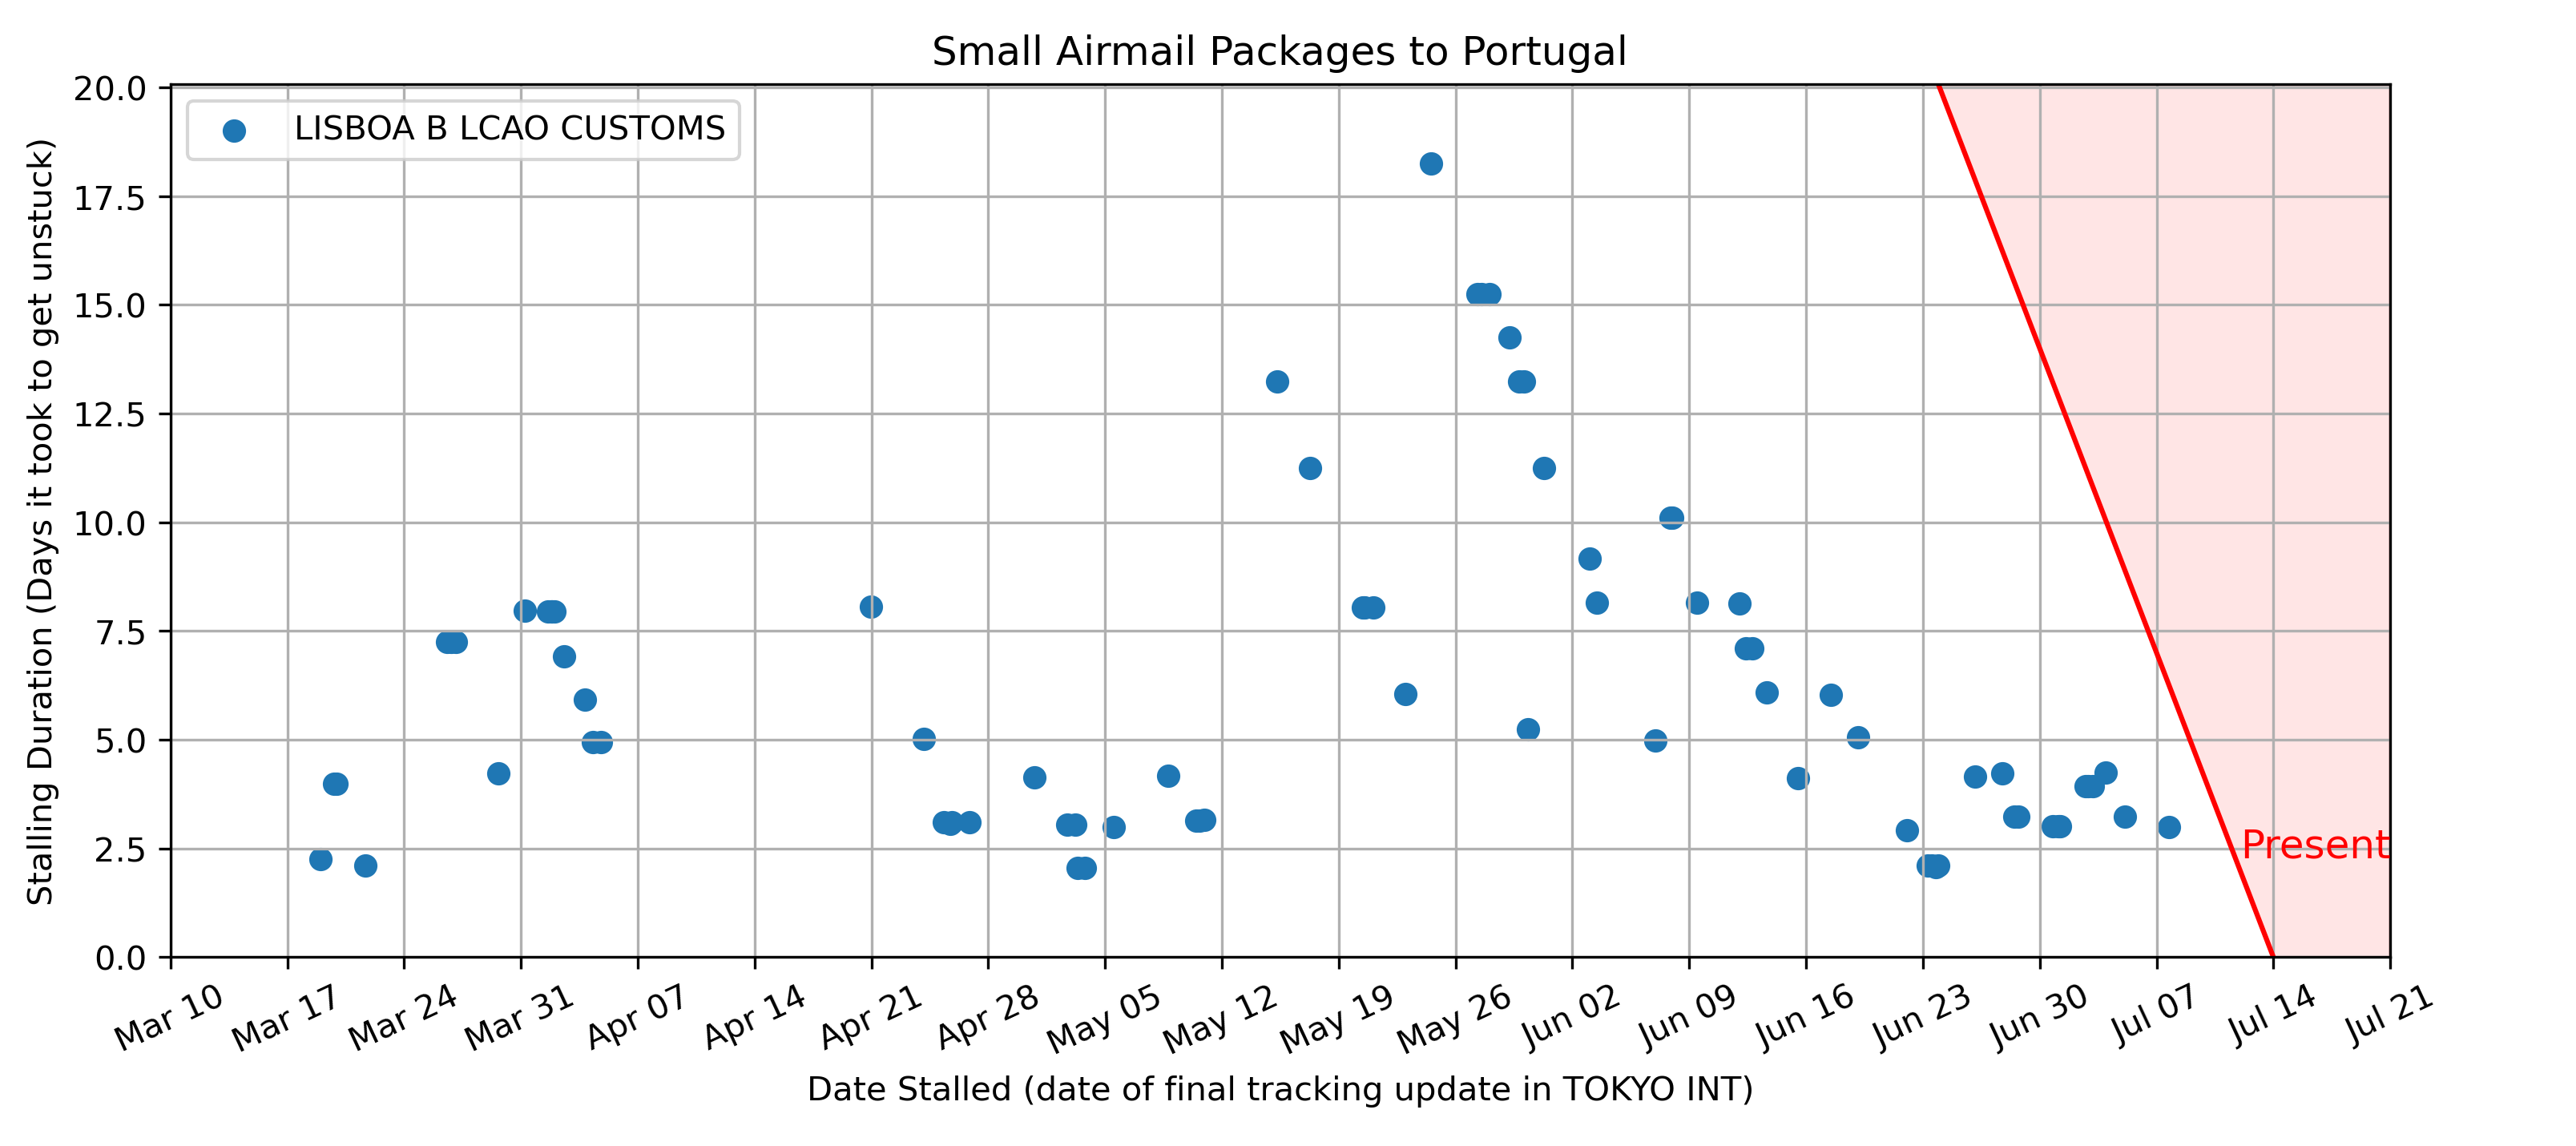 Small Airmail Packages to Portugal
LISBOA B LCAO CUSTOMS
Stalling Duration (Days it took to get unstuck)
20.0
17.5
15.0
12.5
10.0
7.5
5.0
2.5
0.0
Present
Mar 10 Mar 17 Mar 24 Mar 31 Apr 07 Apr 14 Apr 21 Apr 28 May 05 May 12 May 19 May 26 Jun 02 Jun 09 Jun 16 Jun 23 Jun 30 Jul 07 Jul 14 Jul 21
Date Stalled (date of final tracking update in TOKYO INT)